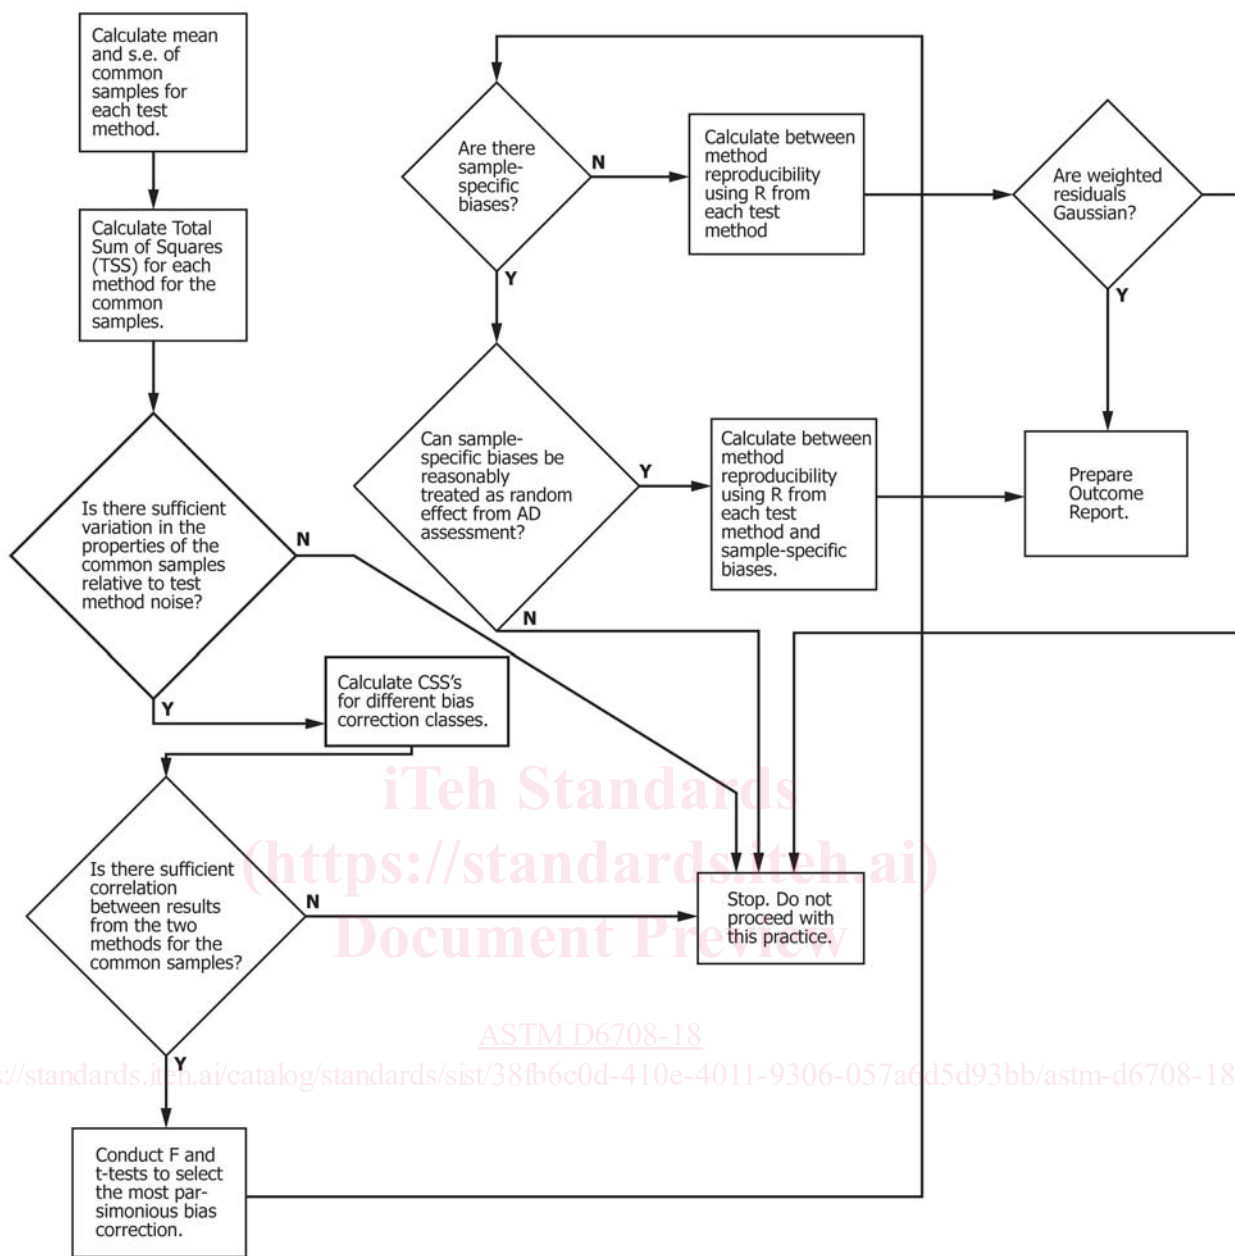 Calculate mean
and s.e. of
common
samples for
each test
method.
Calculate Total
Sum of Squares
(TSS) for each
method for the
common
samples.
Is there sufficient
variation in the
properties of the
common samples
relative to test
method noise?
N
Y
Calculate CSS's
for different bias
correction classes.
Is there sufficient
correlation
between results
from the two
methods for the
common samples?
N
Y
Conduct F and
t-tests to select
the most par-
simonious bias
correction.
Are there
sample-
specific
biases?
N
Y
Calculate between
method
reproducibility
using R from
each test
method
Are weighted
residuals
Gaussian?
Y
Can sample-
specific biases be
reasonably
treated as random
effect from AD
assessment?
Y
N
Calculate between
method
reproducibility
using R from
each test
method and
sample-specific
biases.
Prepare
Outcome
Report.
Stop. Do not
proceed with
this practice.
iTeh Standards
(https://standards.iteh.ai)
Document Preview
ASTM D6708-18
s://standards.iteh.ai/catalog/standards/sist/38fb6c0d-410e-4011-9306-057a6d5d93bb/astm-d6708-18